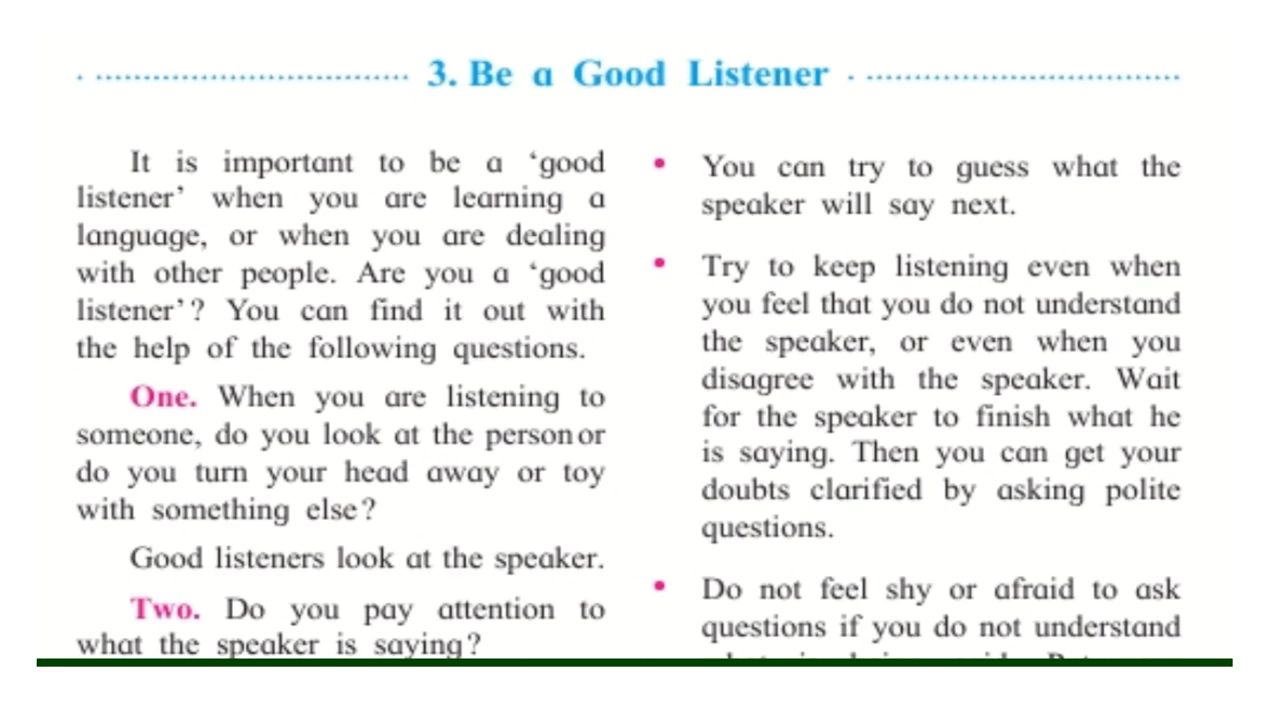 3. Be a Good Listener
It is important to be a ‘good
listener’ when you are learning a
language, or when you are dealing
with other people. Are you a ‘good
listener’? You can find it out with
the help of the following questions.
One. When you are listening to
someone, do you look at the person or
do you turn your head away or toy
with something else?
Good listeners look at the speaker.
Two. Do you pay attention to
what the speaker is saying?
• You can try to guess what the
speaker will say next.
• Try to keep listening even when
you feel that you do not understand
the speaker, or even when you
disagree with the speaker. Wait
for the speaker to finish what he
is saying. Then you can get your
doubts clarified by asking polite
questions.
• Do not feel shy or afraid to ask
questions if you do not understand